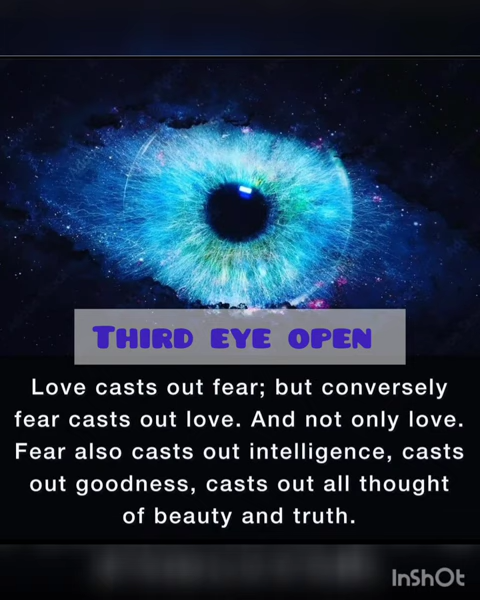 THIRD EYE OPEN
Love casts out fear; but conversely
fear casts out love. And not only love.
Fear also casts out intelligence, casts
out goodness, casts out all thought
of beauty and truth.
InShOt